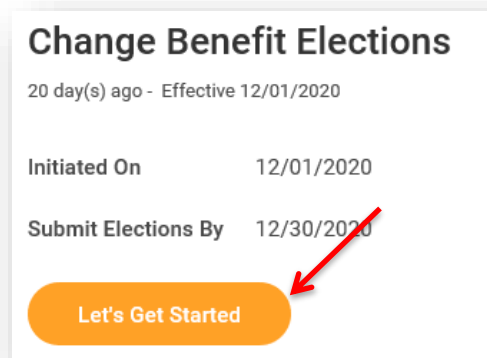 Change Benefit Elections
20 day(s) ago - Effective 12/01/2020
Initiated On 12/01/2020
Submit Elections By 12/30/2020
Let's Get Started